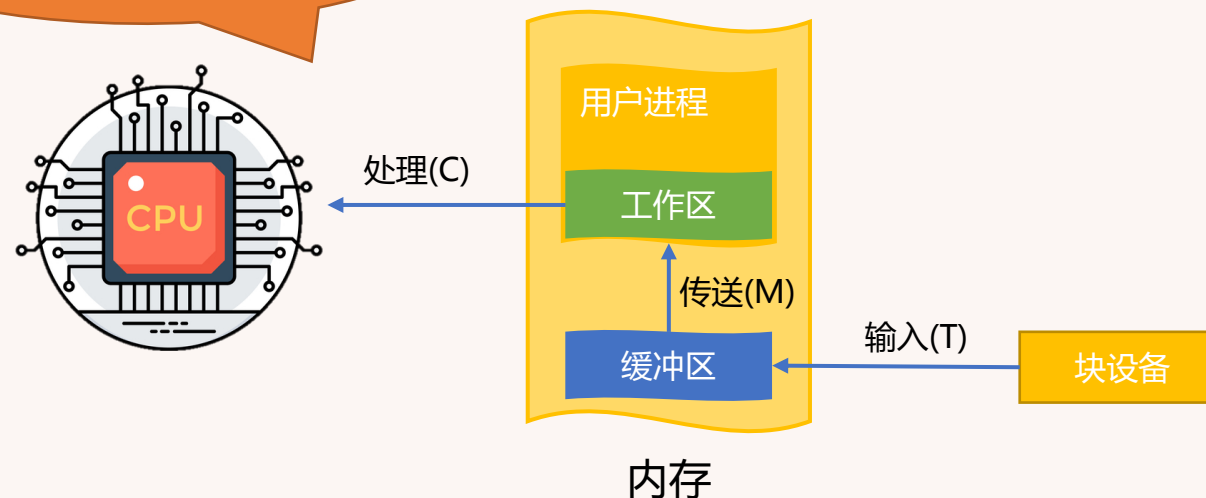 用户进程
处理(C)
CPU
工作区
传送(M)
输入(T)
缓冲区
块设备
内存